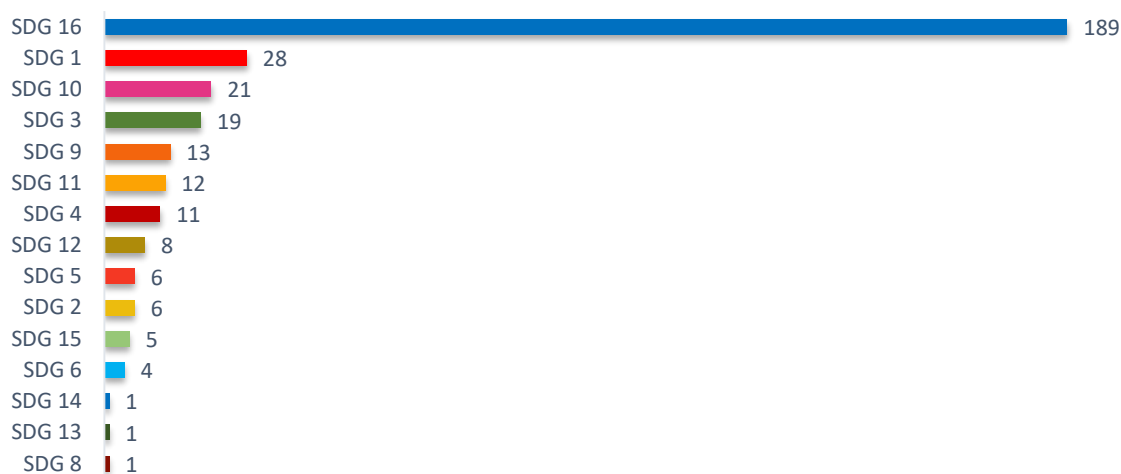 SDG 16 189
SDG 1 28
SDG 10 21
SDG 3 19
SDG 9 13
SDG 11 12
SDG 4 11
SDG 12 8
SDG 5 6
SDG 2 6
SDG 15 5
SDG 6 4
SDG 14 1
SDG 13 1
SDG 8 1